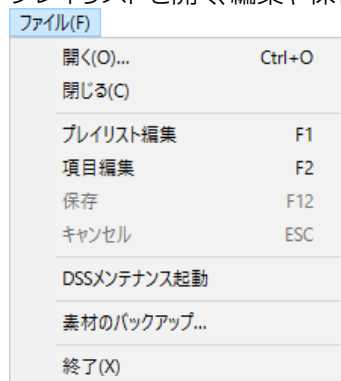 ファイル(F)
開く(O)... Ctrl+O
閉じる(C)
プレイリスト編集 F1
項目編集 F2
保存 F12
キャンセル ESC
DSSメンテナンス起動
素材のバックアップ...
終了(X)